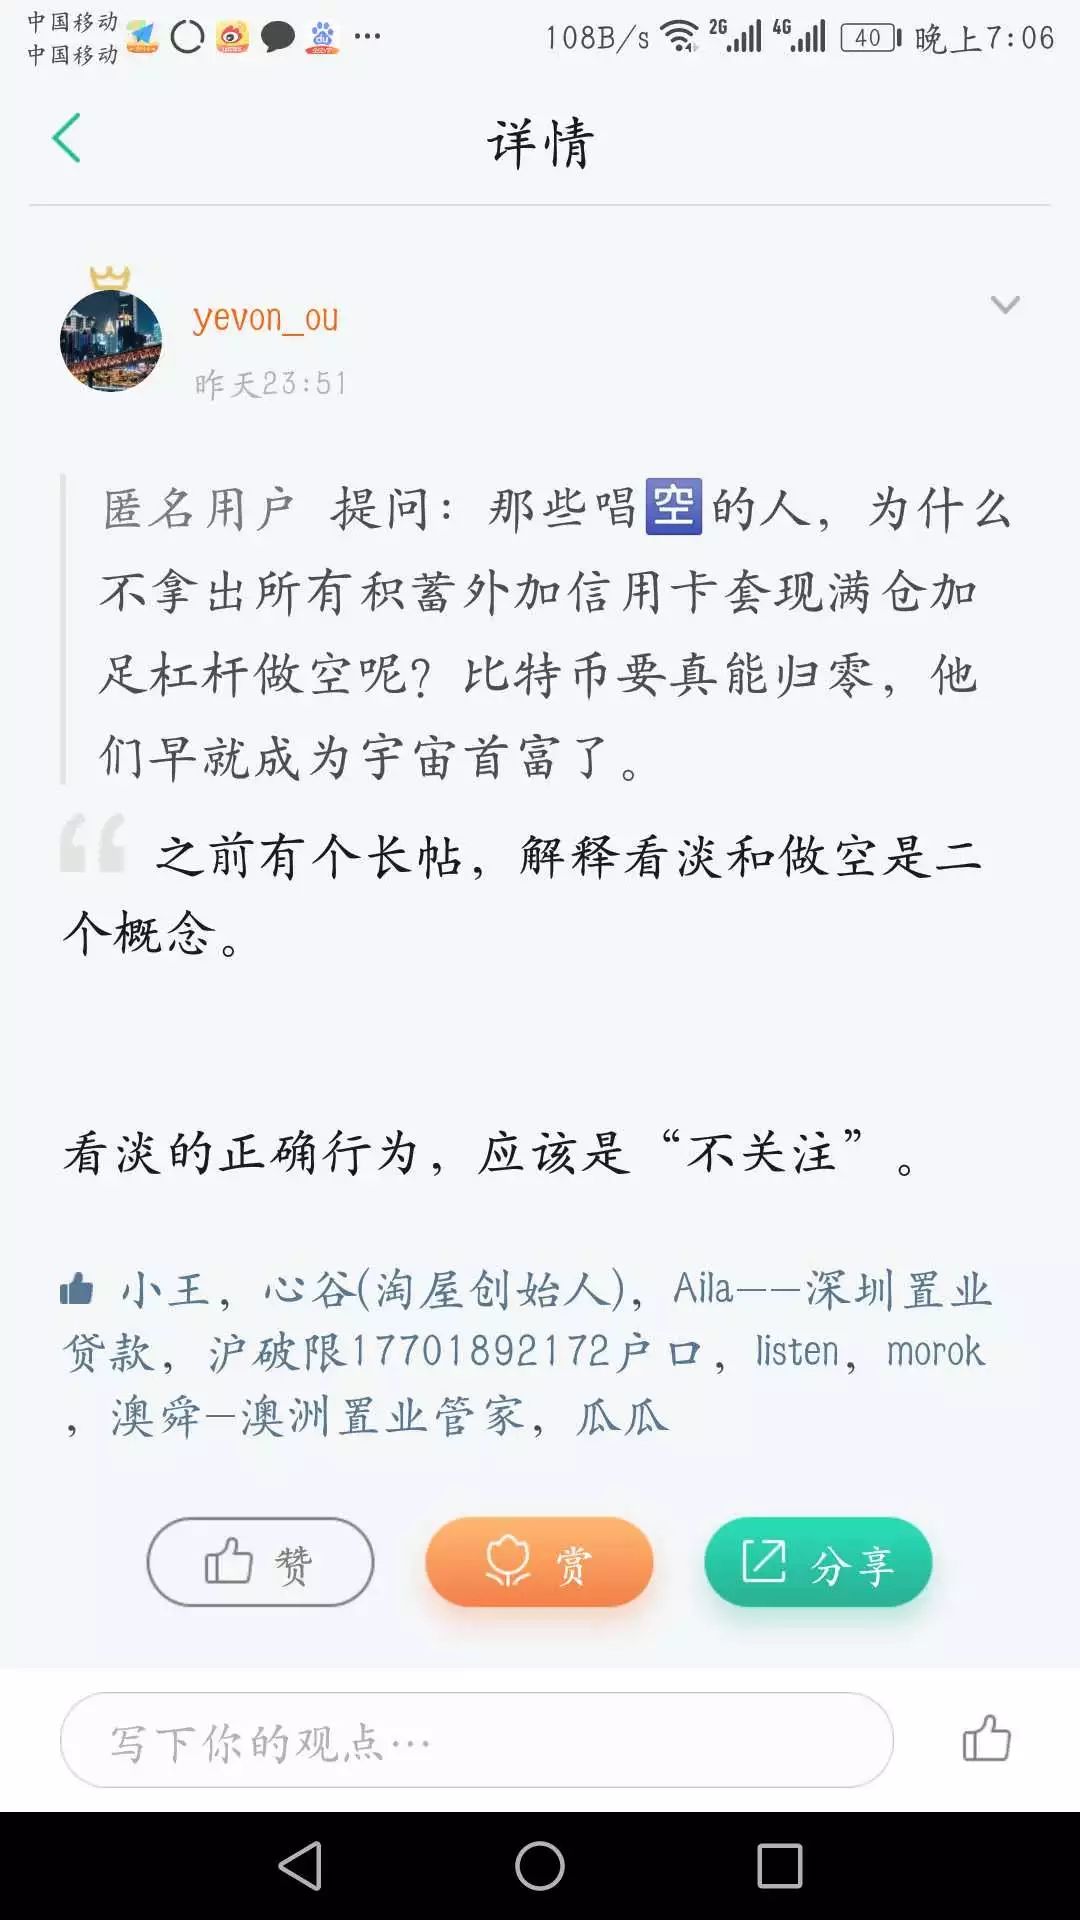 中国移动
中国移动
108B/s 2G 4G 40 晚上7:06
详情
yevon_ou
昨天23:51
匿名用户 提问：那些唱🈳的人，为什么
不拿出所有积蓄外加信用卡套现满仓加
足杠杆做空呢？比特币要真能归零，他
们早就成为宇宙首富了。
之前有个长帖，解释看淡和做空是二
个概念。
看淡的正确行为，应该是“不关注”。
小王，心谷(淘屋创始人)，Aila——深圳置业
贷款，沪破限17701892172户口，listen，morok
，澳舜—澳洲置业管家，瓜瓜
赞 赏 分享
写下你的观点…